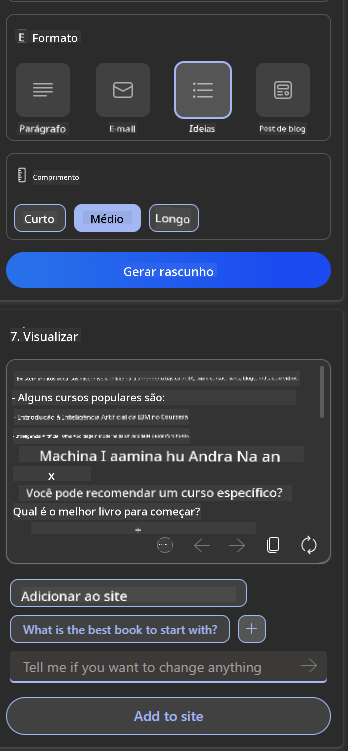 Formato
Parágrafo
E-mail
Ideias
Post de blog
Comprimento
Curto
Médio
Longo
Gerar rascunho
7. Visualizar
- Alguns cursos populares são:
- Introdução à Inteligência Artificial da IBM no Coursera
Machina I aamina hu Andra Na an
x
Você pode recomendar um curso específico?
Qual é o melhor livro para começar?
Adicionar ao site
What is the best book to start with?
Tell me if you want to change anything
Add to site